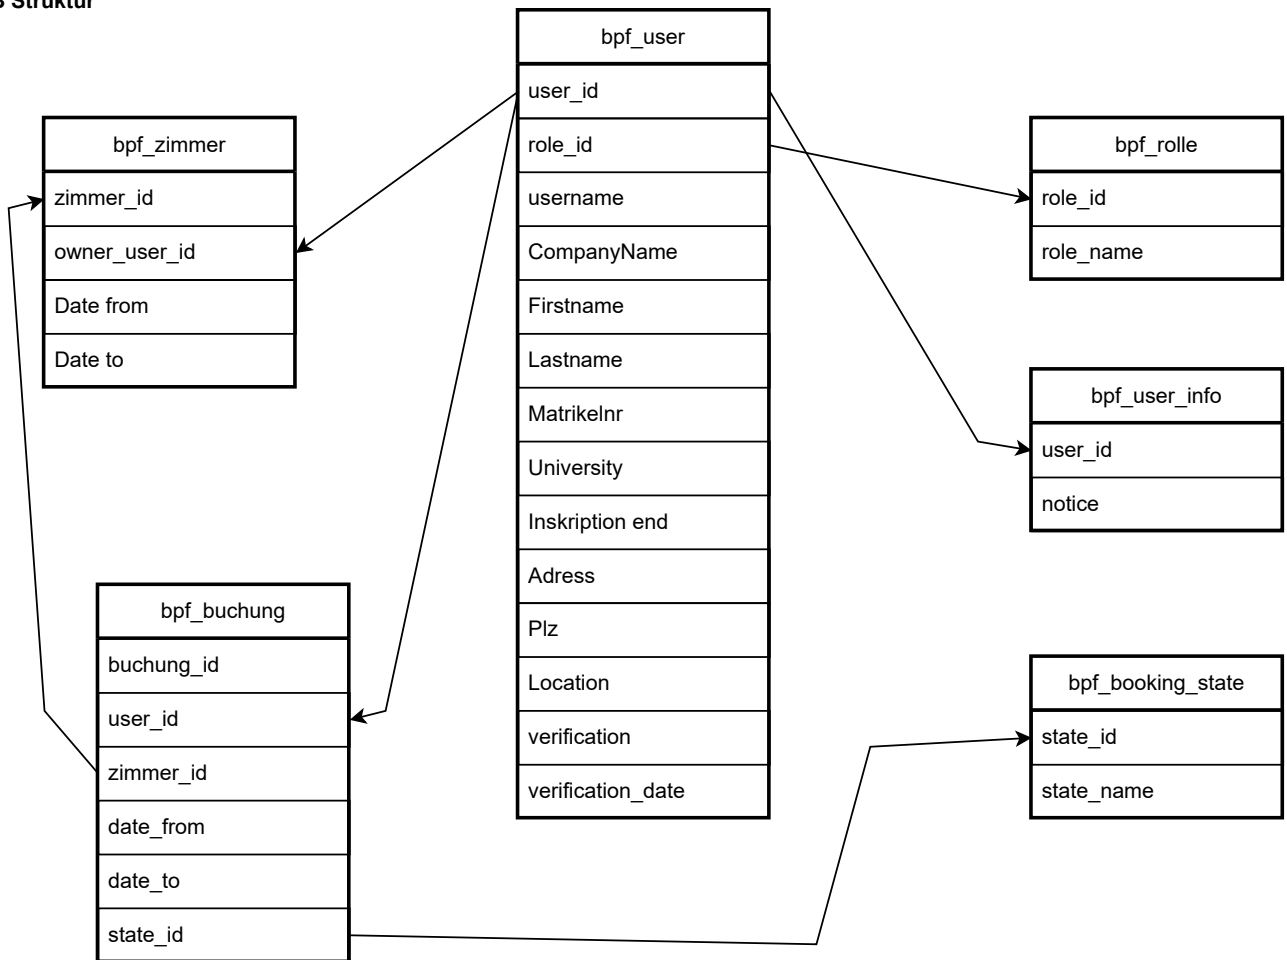 Struktur
bpf_user
user_id
role_id
username
CompanyName
Firstname
Lastname
Matrikelnr
University
Inskription end
Adress
Plz
Location
verification
verification_date
bpf_zimmer
zimmer_id
owner_user_id
Date from
Date to
bpf_rolle
role_id
role_name
bpf_user_info
user_id
notice
bpf_buchung
buchung_id
user_id
zimmer_id
date_from
date_to
state_id
bpf_booking_state
state_id
state_name